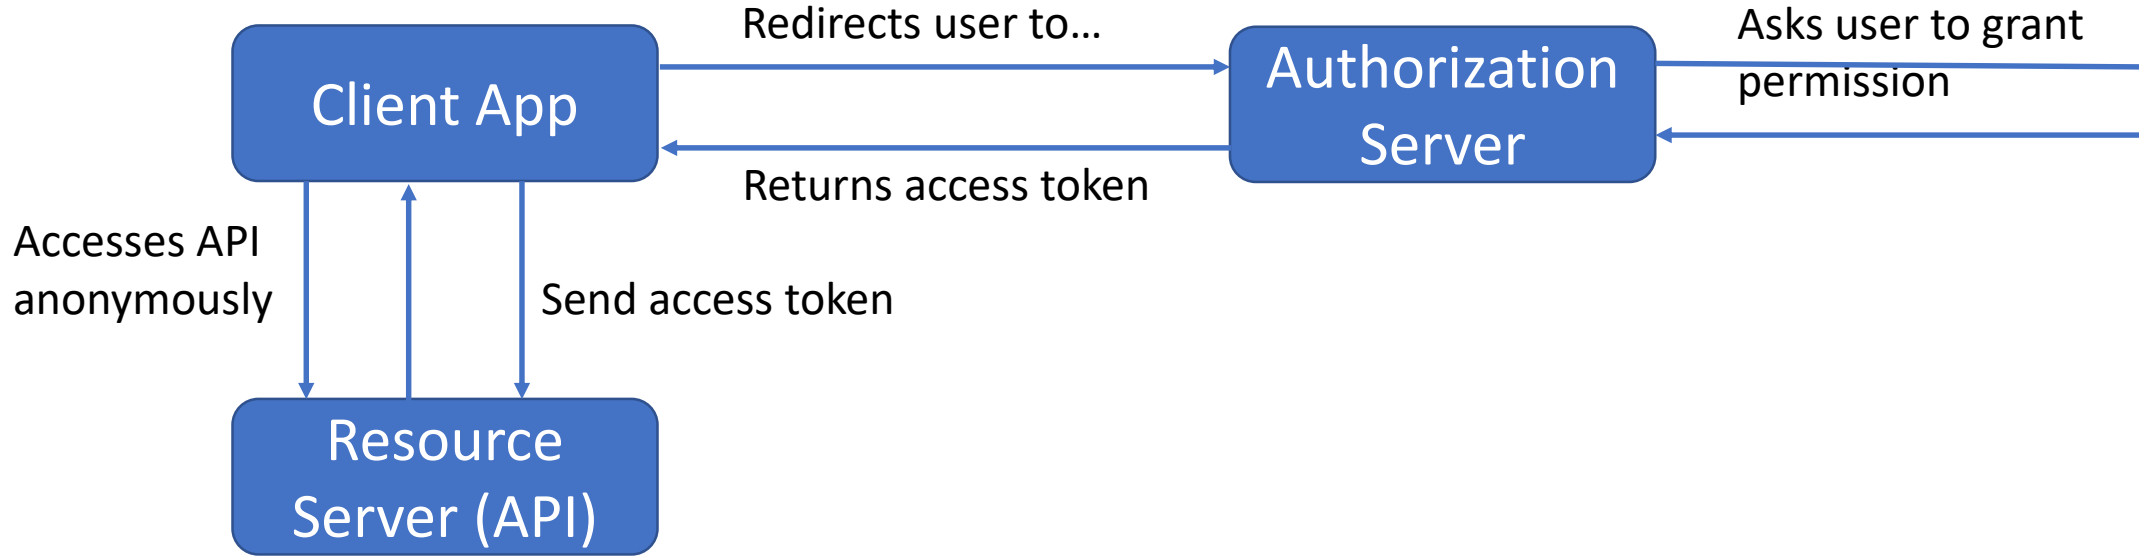 Redirects user to…
Asks user to grant
permission
Client App
Authorization
Server
Returns access token
Accesses API
anonymously
Send access token
Resource
Server (API)